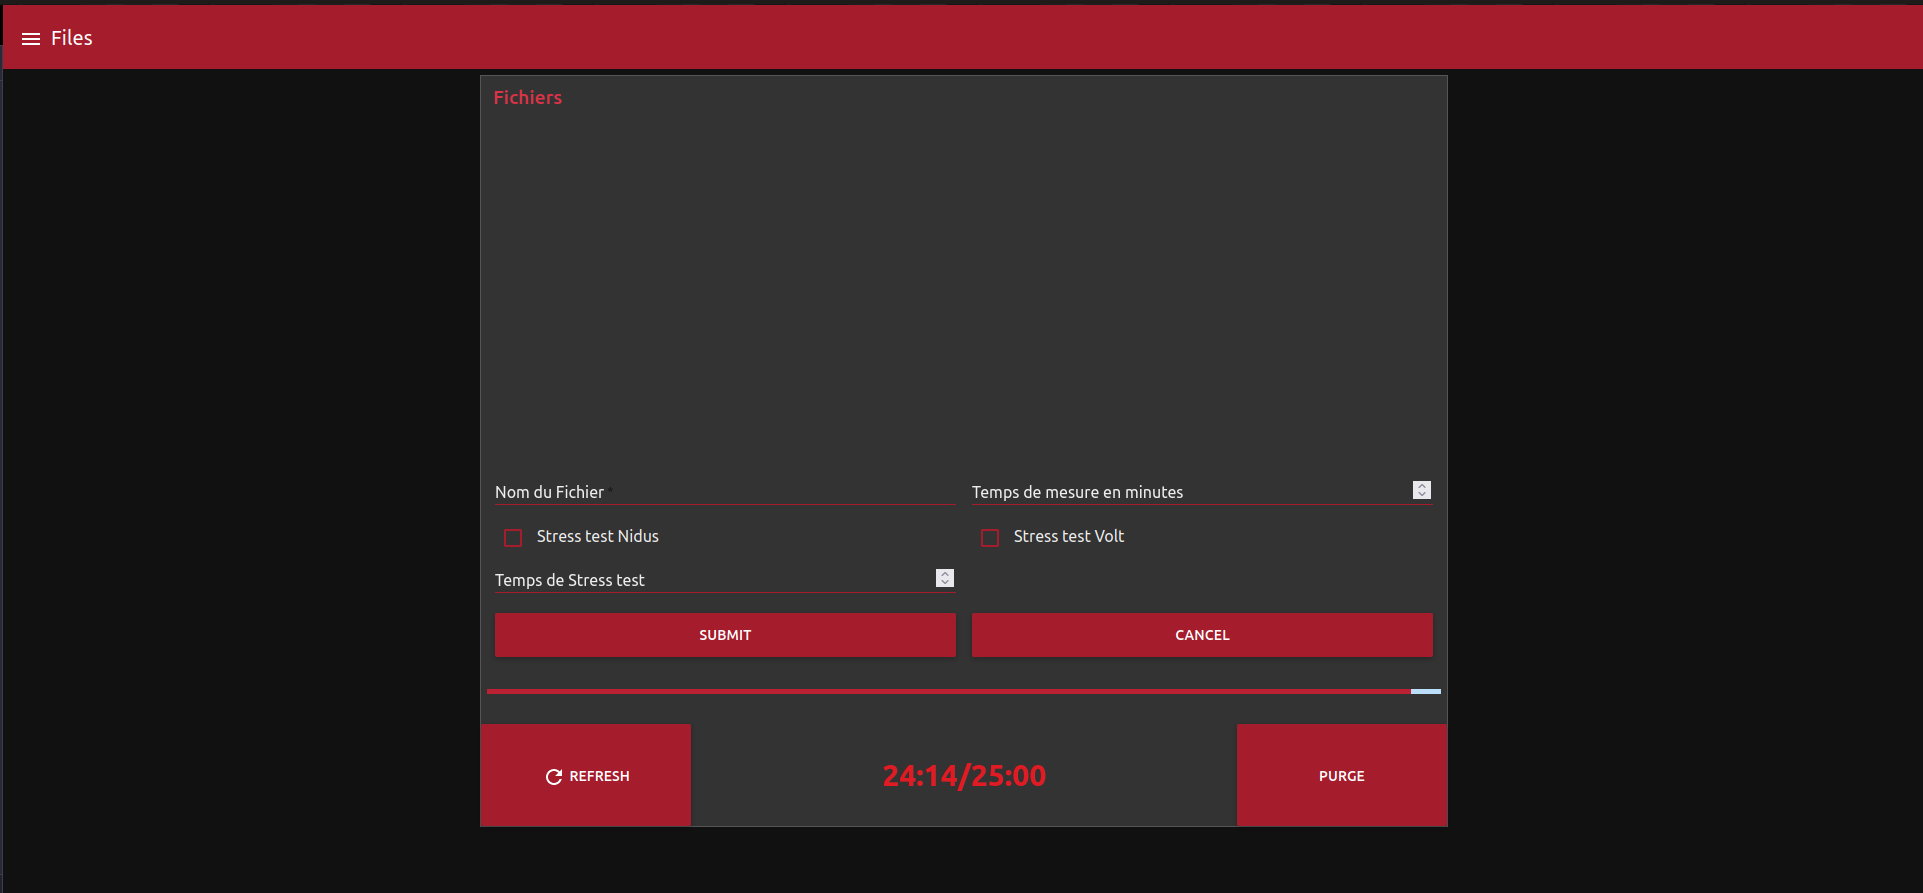 Files
Fichiers
Nom du Fichier *
Temps de mesure en minutes
Stress test Nidus
Stress test Volt
Temps de Stress test
SUBMIT
CANCEL
REFRESH
24:14/25:00
PURGE